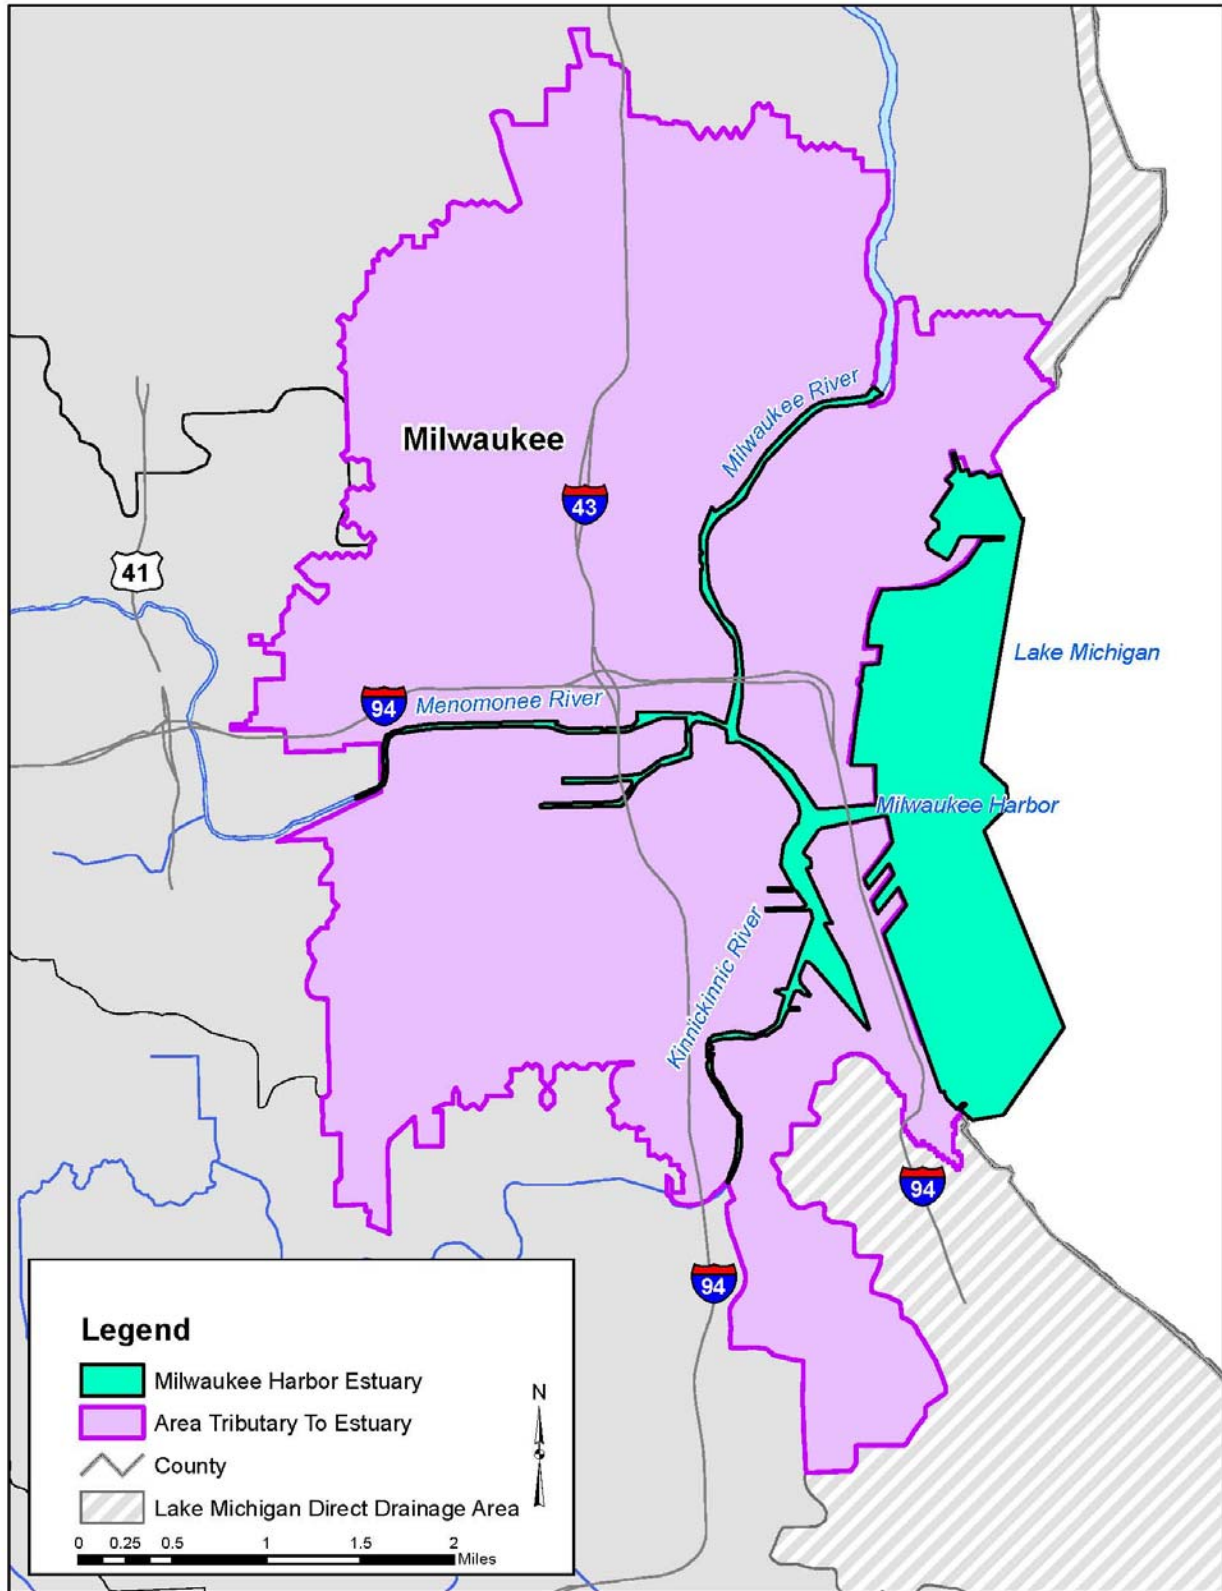 Milwaukee River
Milwaukee
43
41
Lake Michigan
94
Menomonee River
Milwaukee Harbor
Kinnickinnic River
94
94
Legend
Milwaukee Harbor Estuary
N
Area Tributary To Estuary
County
Lake Michigan Direct Drainage Area
0 0.25 0.5 1 1.5 2
Miles